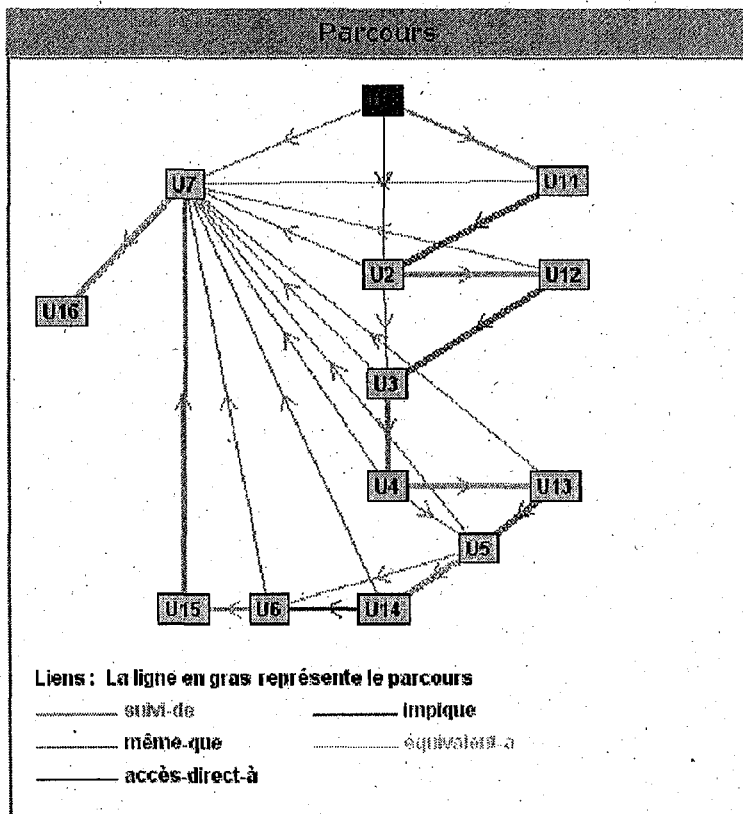 Parcours
U7
U11
U2
U12
U16
U3
U4
U13
U5
U15
U6
U14
Liens : La ligne en gras représente le parcours
suivi-de
impique
même-que
équivalent-a
accès-direct-à